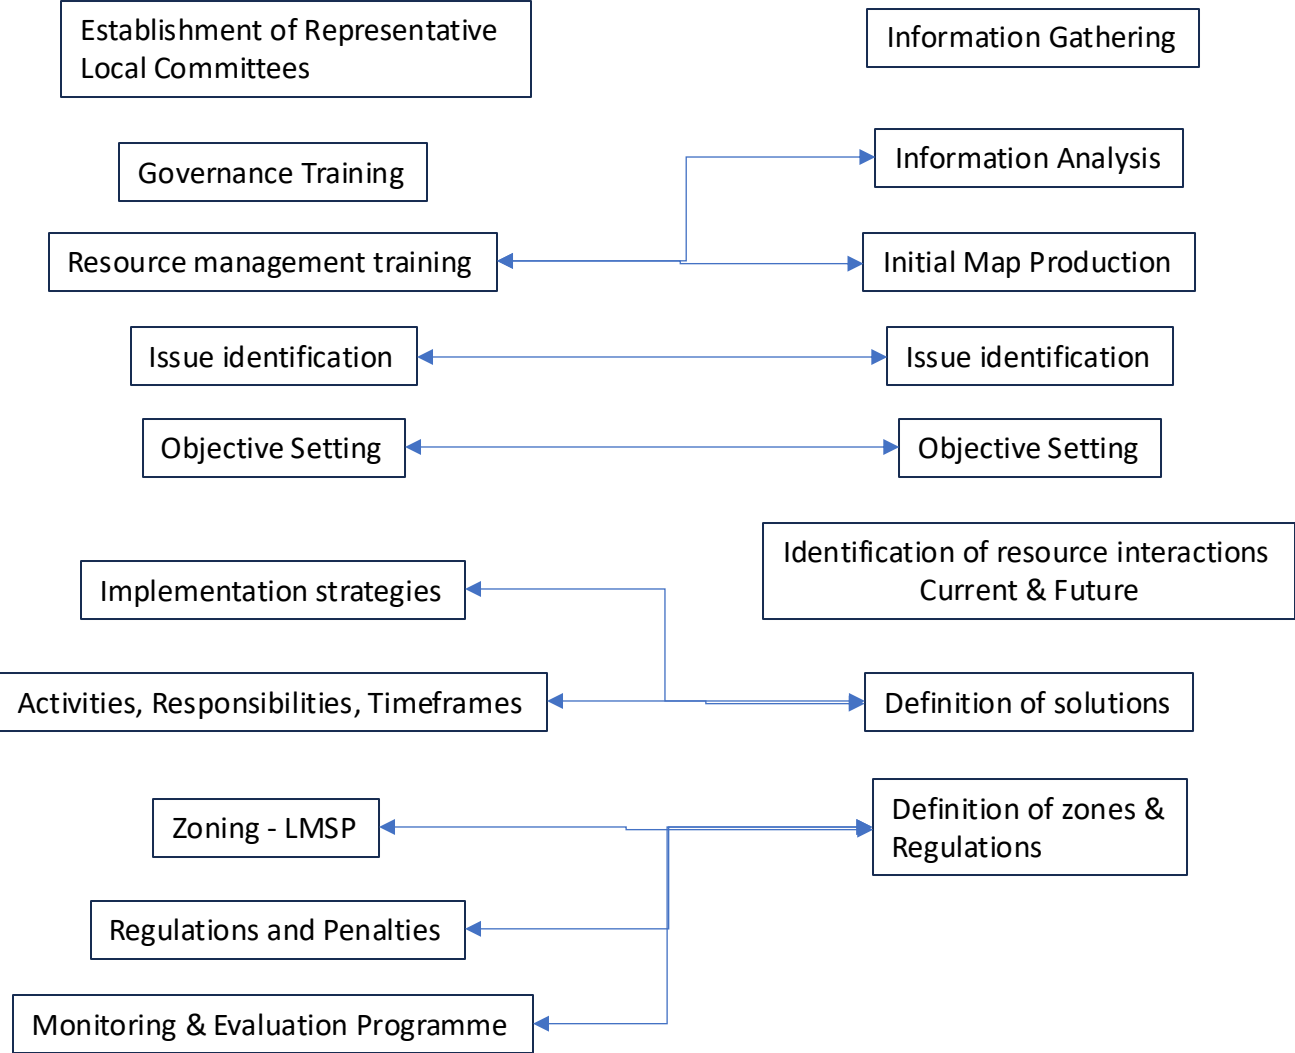 Establishment of Representative
Local Committees
Information Gathering
Governance Training
Information Analysis
Resource management training
Initial Map Production
Issue identification
Issue identification
Objective Setting
Objective Setting
Identification of resource interactions
Current & Future
Implementation strategies
Activities, Responsibilities, Timeframes
Definition of solutions
Zoning - LMSP
Definition of zones &
Regulations
Regulations and Penalties
Monitoring & Evaluation Programme